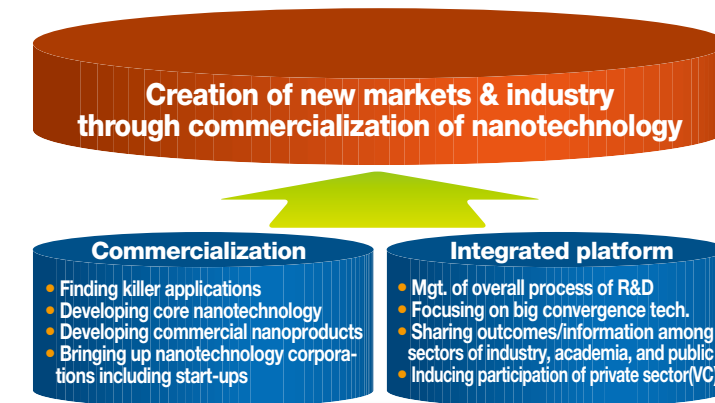 Creation of new markets & industry
through commercialization of nanotechnology
Commercialization
• Finding killer applications
• Developing core nanotechnology
• Developing commercial nanoproducts
• Bringing up nanotechnology corpora-
tions including start-ups
Integrated platform
• Mgt. of overall process of R&D
• Focusing on big convergence tech.
• Sharing outcomes/information among
sectors of industry, academia, and public
• Inducing participation of private sector(VC)